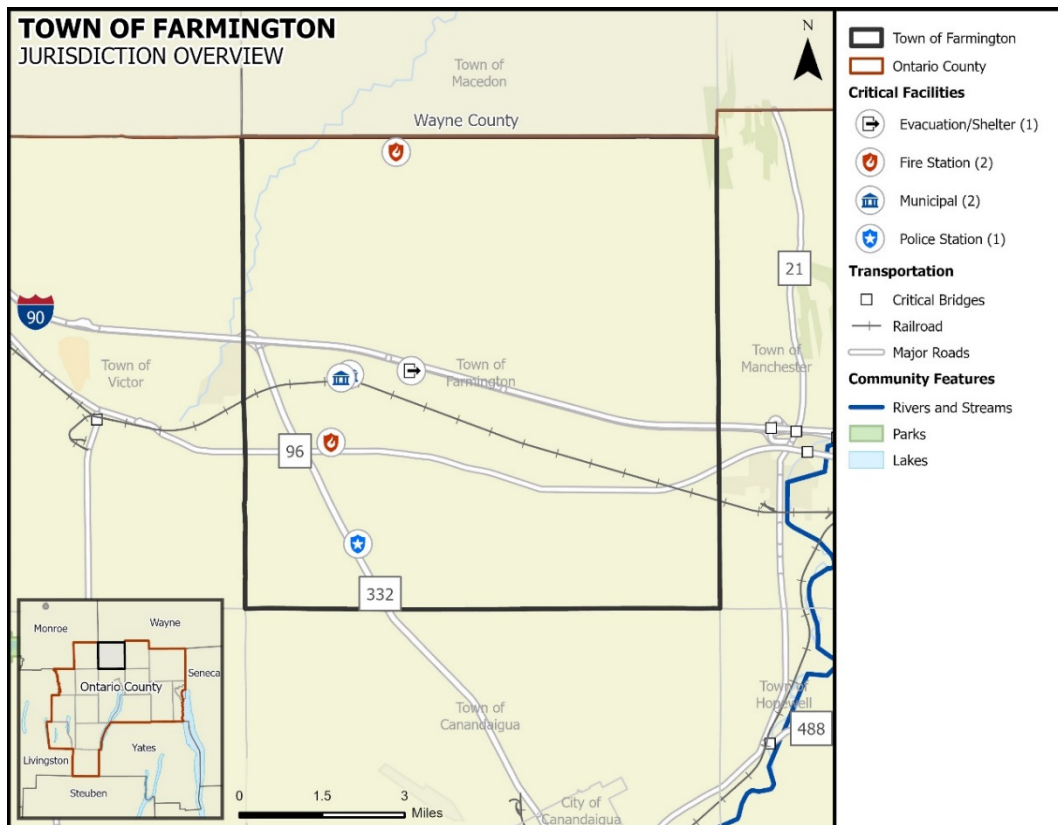 TOWN OF FARMINGTON
JURISDICTION OVERVIEW
N
Town of
Macedon
Wayne County
21
90
Town of
Victor
Town of
Farmington
Town of
Manchester
96
332
Town of
Canandaigua
Town of
Hopewell
488
City of
Canandaigua
Monroe
Wayne
Seneca
Ontario County
Livingston
Yates
Steuben
0
1.5
3
Miles
Town of Farmington
Ontario County
Critical Facilities
Evacuation/Shelter (1)
Fire Station (2)
Municipal (2)
Police Station (1)
Transportation
Critical Bridges
Railroad
Major Roads
Community Features
Rivers and Streams
Parks
Lakes